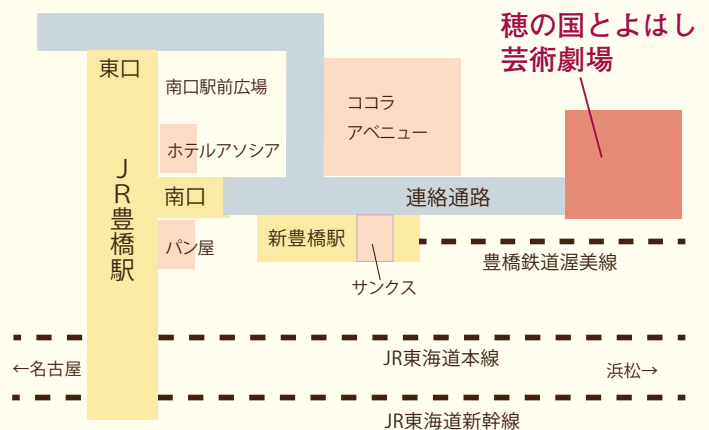 穂の国とよはし
芸術劇場
東口
南口駅前広場
ココラ
アベニュー
ホテルアソシア
JR豊橋駅
南口
連絡通路
パン屋
新豊橋駅
サンクス
豊橋鉄道渥美線
JR東海道本線
←名古屋
浜松→
JR東海道新幹線